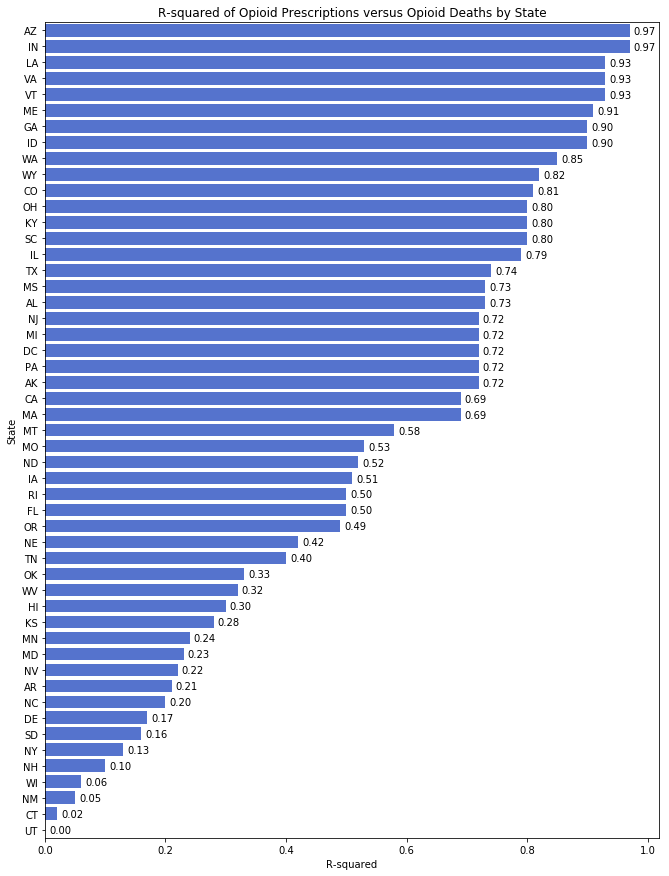 R-squared of Opioid Prescriptions versus Opioid Deaths by State
AZ 0.97
IN 0.97
LA 0.93
VA 0.93
VT 0.93
ME 0.91
GA 0.90
ID 0.90
WA 0.85
WY 0.82
CO 0.81
OH 0.80
KY 0.80
SC 0.80
IL 0.79
TX 0.74
MS 0.73
AL 0.73
NJ 0.72
MI 0.72
DC 0.72
PA 0.72
AK 0.72
CA 0.69
MA 0.69
State
MT 0.58
MO 0.53
ND 0.52
IA 0.51
RI 0.50
FL 0.50
OR 0.49
NE 0.42
TN 0.40
OK 0.33
WV 0.32
HI 0.30
KS 0.28
MN 0.24
MD 0.23
NV 0.22
AR 0.21
NC 0.20
DE 0.17
SD 0.16
NY 0.13
NH 0.10
WI 0.06
NM 0.05
CT 0.02
UT 0.00
0.0 0.2 0.4 0.6 0.8 1.0
R-squared